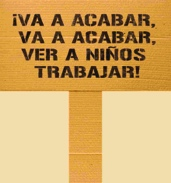 ¡VA A ACABAR,
VA A ACABAR,
VER A NIÑOS
TRABAJAR!